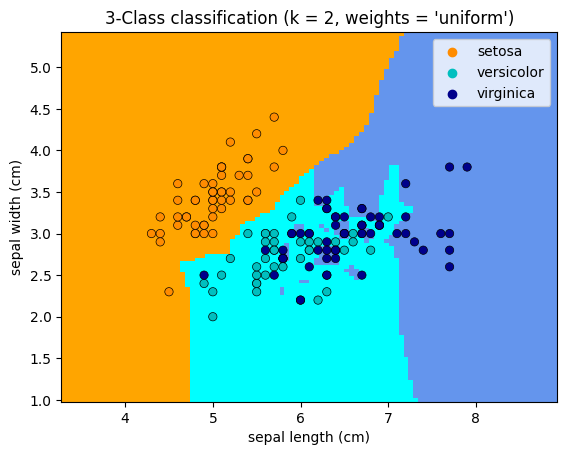 3-Class classification (k = 2, weights = 'uniform')
setosa
versicolor
virginica
sepal width (cm)
5.0
4.5
4.0
3.5
3.0
2.5
2.0
1.5
1.0
4
5
6
7
8
sepal length (cm)